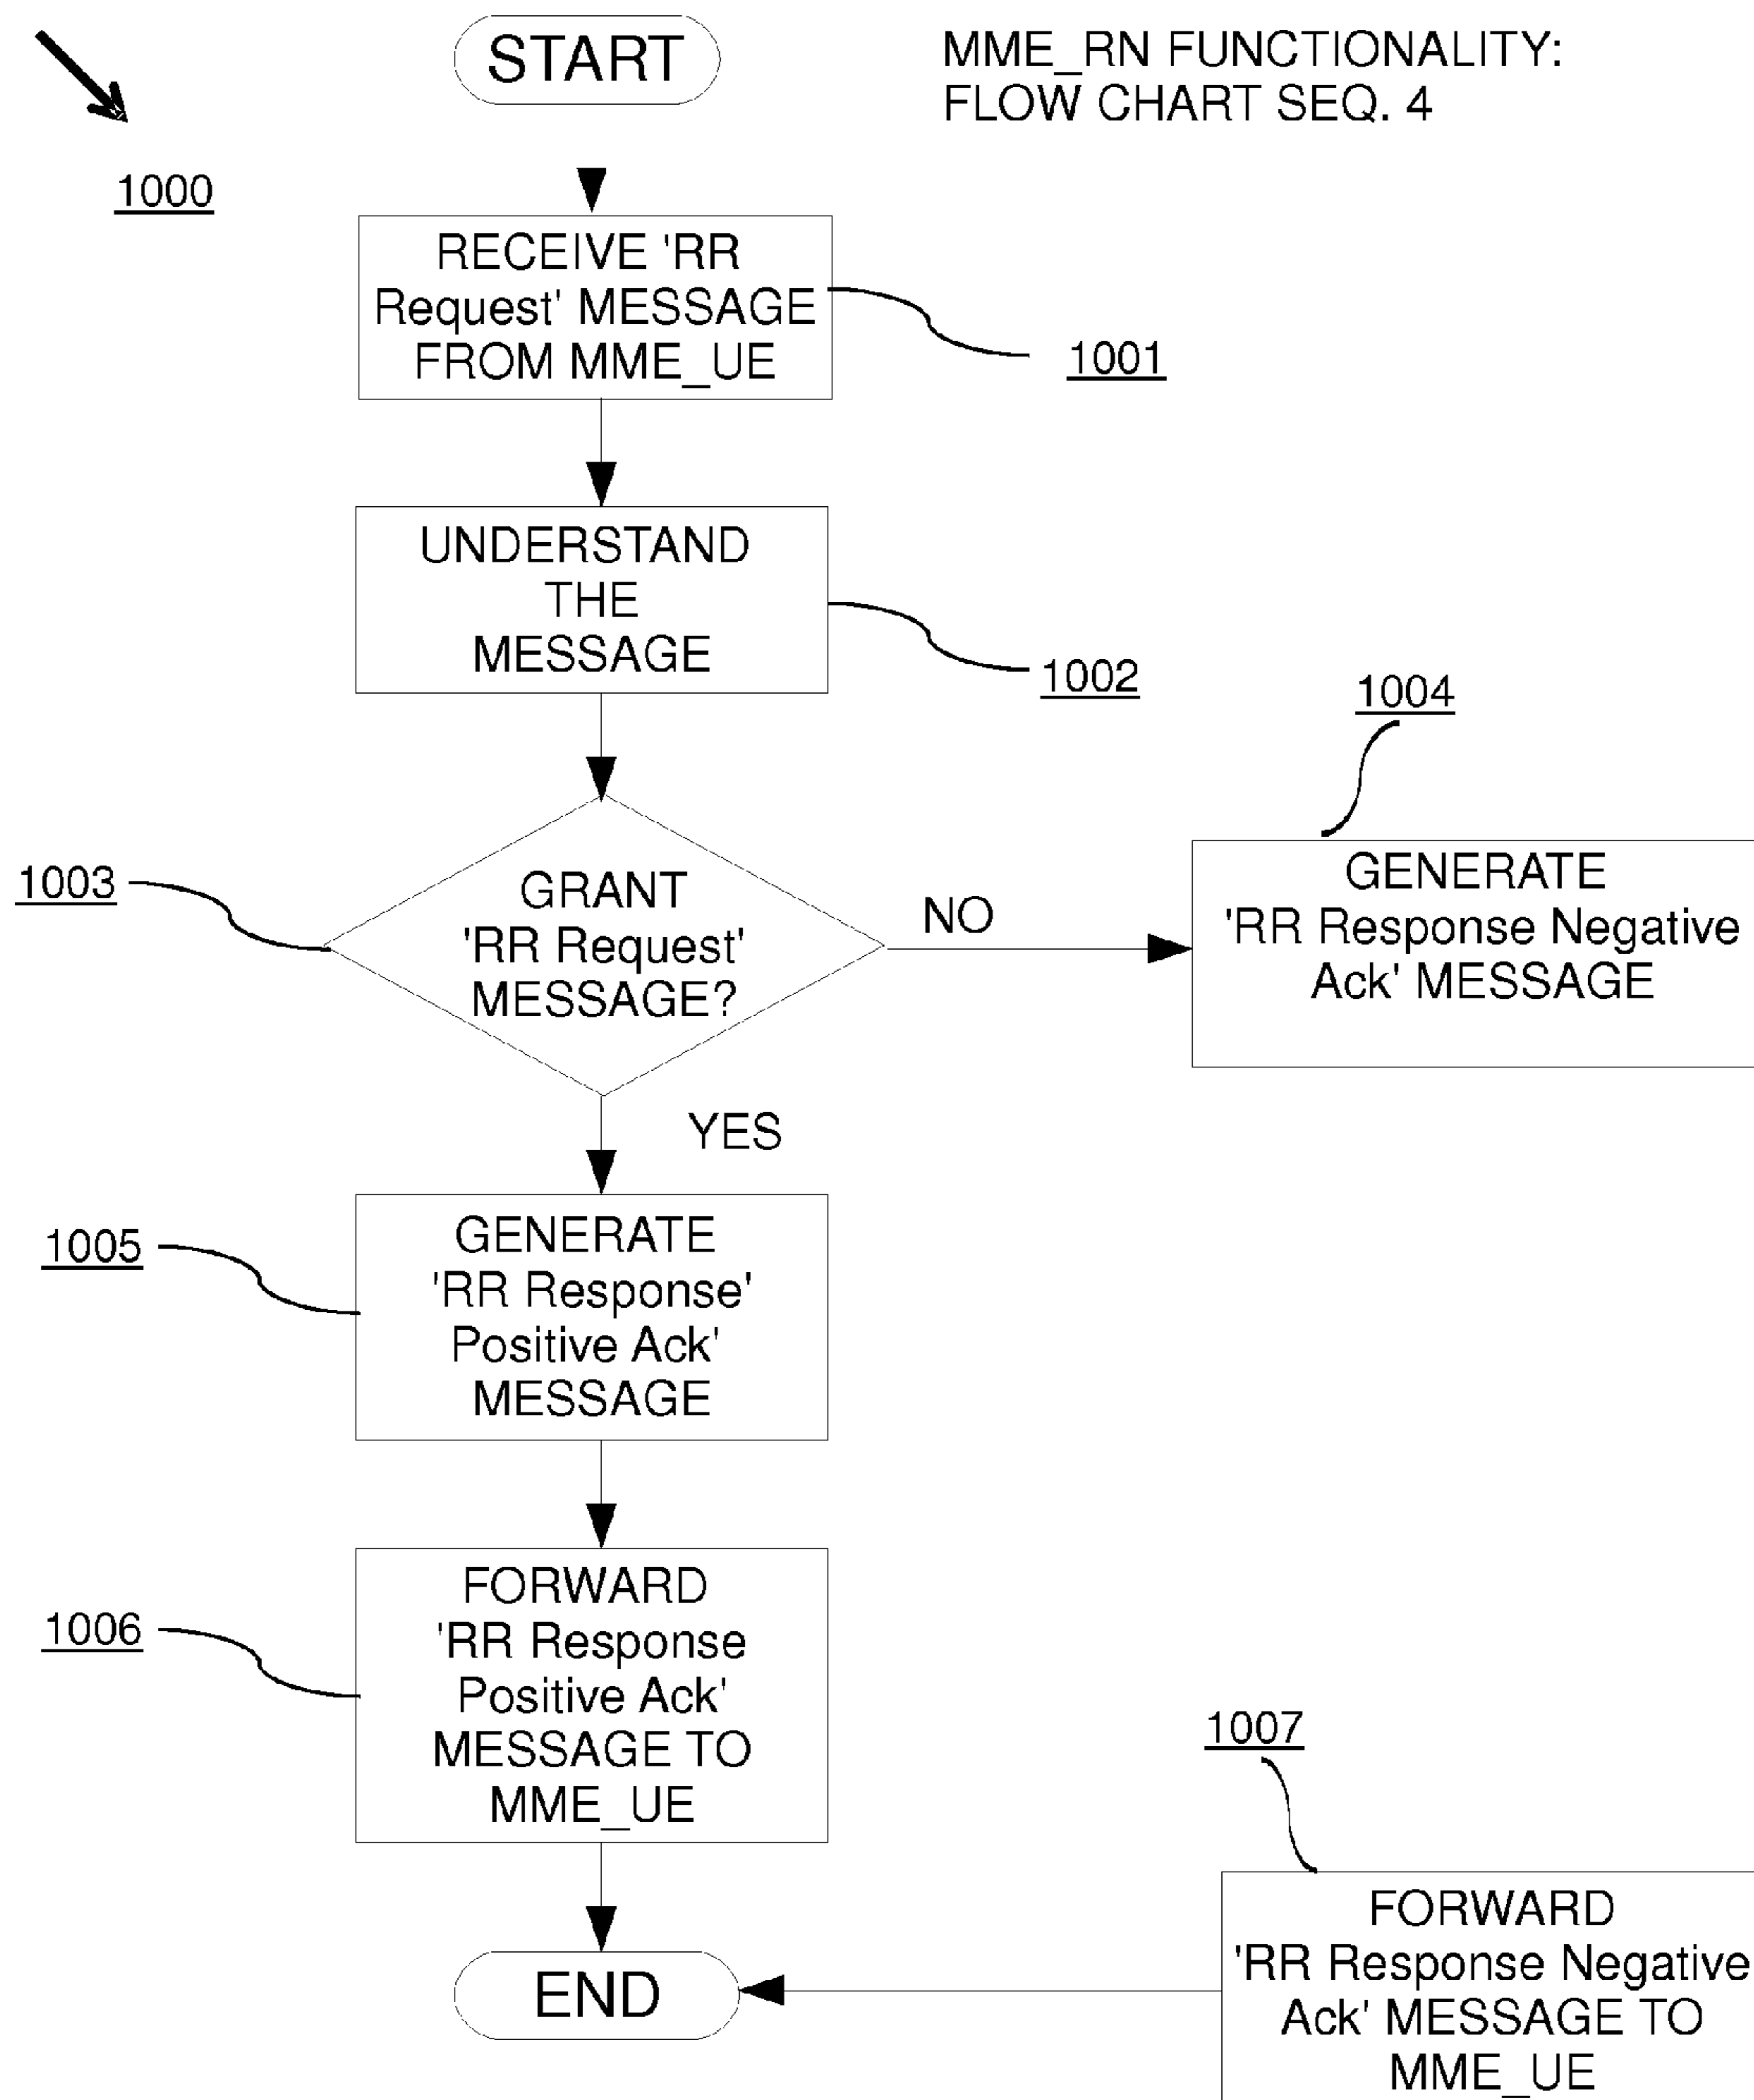 START
MME_RN FUNCTIONALITY:
FLOW CHART SEQ. 4
1000
RECEIVE 'RR
Request' MESSAGE
FROM MME_UE
1001
UNDERSTAND
THE
MESSAGE
1002
1003
GRANT
'RR Request'
MESSAGE?
NO
1004
GENERATE
'RR Response Negative
Ack' MESSAGE
YES
1005
GENERATE
'RR Response'
Positive Ack'
MESSAGE
1006
FORWARD
'RR Response
Positive Ack'
MESSAGE TO
MME_UE
1007
FORWARD
'RR Response Negative
Ack' MESSAGE TO
MME_UE
END